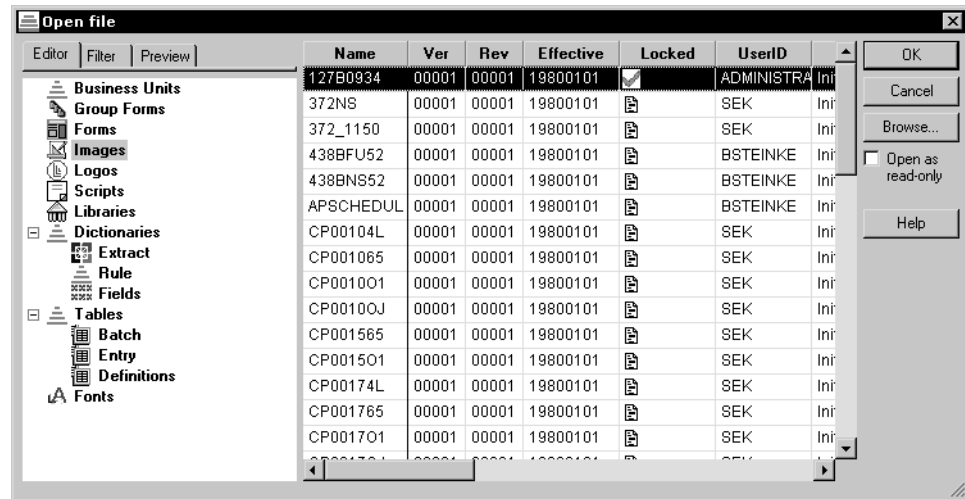 Open file
Editor Filter Preview
Business Units
Group Forms
Forms
Images
Logos
Scripts
Libraries
Dictionaries
Extract
Rule
Fields
Tables
Batch
Entry
Definitions
Fonts
Name Ver Rev Effective Locked UserID
127B0934 00001 00001 19800101 ADMINISTRA Ini
372NS 00001 00001 19800101 SEK Ini
372_1150 00001 00001 19800101 SEK Ini
438BFU52 00001 00001 19800101 BSTEINKE Ini
438BNS52 00001 00001 19800101 BSTEINKE Ini
APSCHEDUL 00001 00001 19800101 BSTEINKE Ini
CP00104L 00001 00001 19800101 SEK Ini
CP001065 00001 00001 19800101 SEK Ini
CP0010O1 00001 00001 19800101 SEK Ini
CP0010OJ 00001 00001 19800101 SEK Ini
CP001565 00001 00001 19800101 SEK Ini
CP0015O1 00001 00001 19800101 SEK Ini
CP00174L 00001 00001 19800101 SEK Ini
CP001765 00001 00001 19800101 SEK Ini
CP0017O1 00001 00001 19800101 SEK Ini
OK
Cancel
Browse...
Open as
read-only
Help